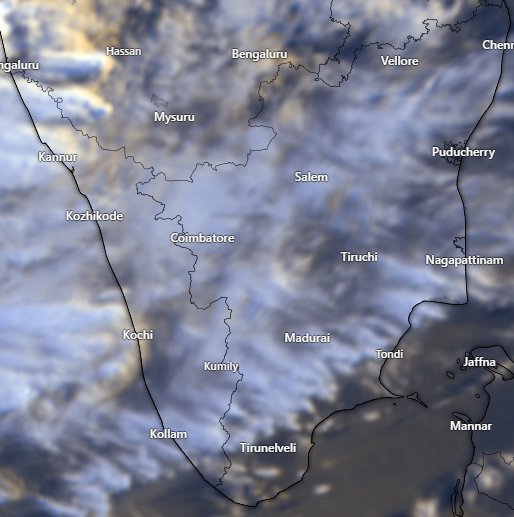 Chenn
Hassan
Bengaluru
Vellore
ngaluru
Mysuru
Puducherry
Kannur
Salem
Kozhikode
Coimbatore
Tiruchi
Nagapattinam
Kochi
Madurai
Tondi
Jaffna
Kumily
Mannar
Kollam
Tirunelveli